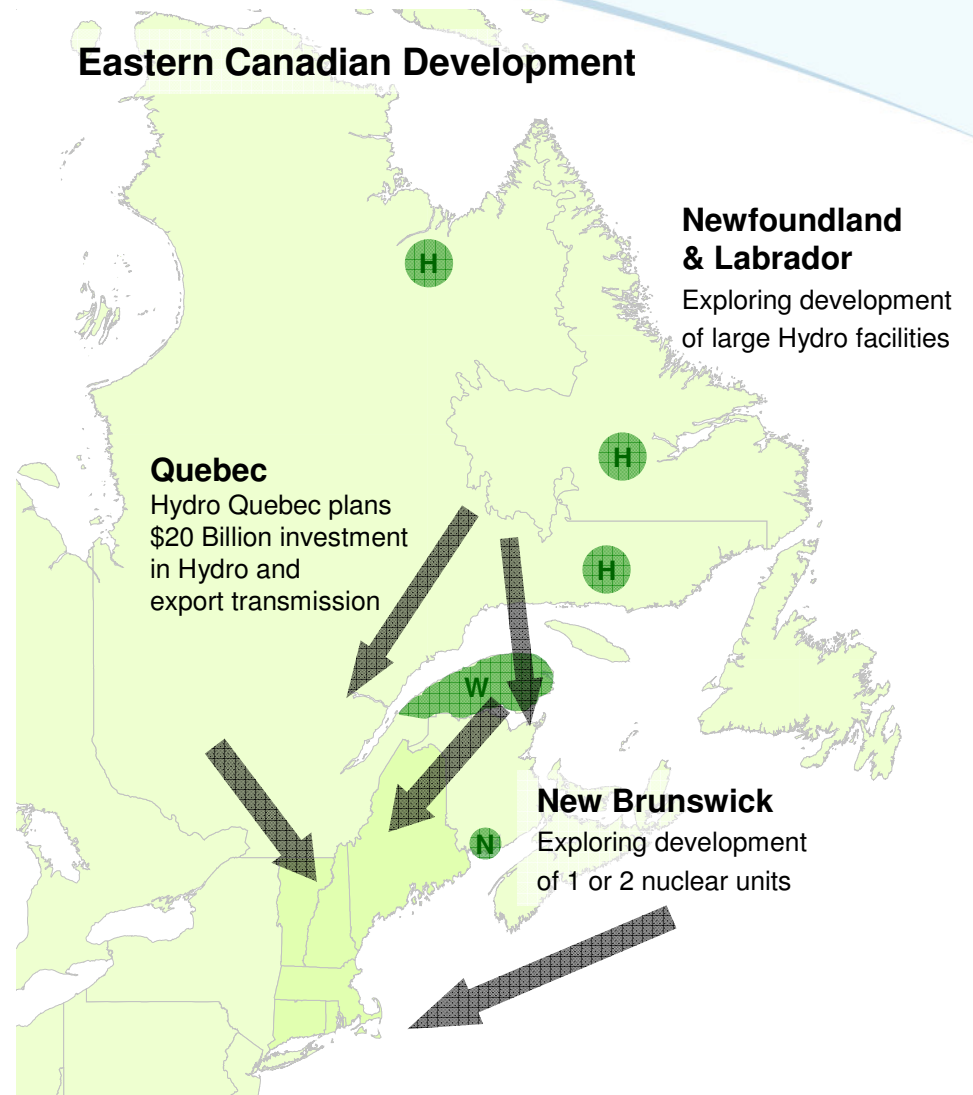 Eastern Canadian Development
H
Newfoundland
& Labrador
Exploring development
of large Hydro facilities
H
Quebec
Hydro Quebec plans
$20 Billion investment
in Hydro and
export transmission
H
W
New Brunswick
Exploring development
of 1 or 2 nuclear units
N